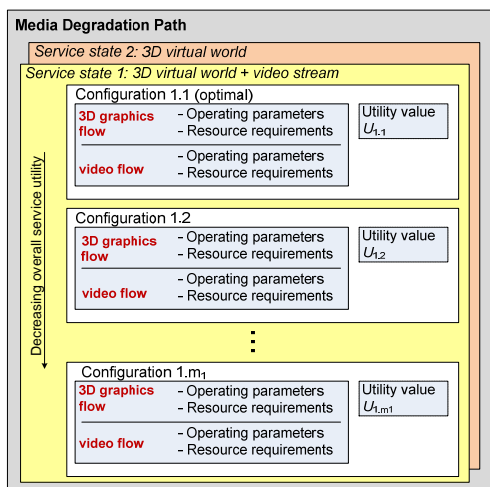 Media Degradation Path
Service state 2: 3D virtual world
Service state 1: 3D virtual world + video stream
Decreasing overall service utility
Configuration 1.1 (optimal)
3D graphics flow
- Operating parameters
- Resource requirements
video flow
- Operating parameters
- Resource requirements
Utility value
U1.1
Configuration 1.2
3D graphics flow
- Operating parameters
- Resource requirements
video flow
- Operating parameters
- Resource requirements
Utility value
U1.2
Configuration 1.m1
3D graphics flow
- Operating parameters
- Resource requirements
video flow
- Operating parameters
- Resource requirements
Utility value
U1.m1